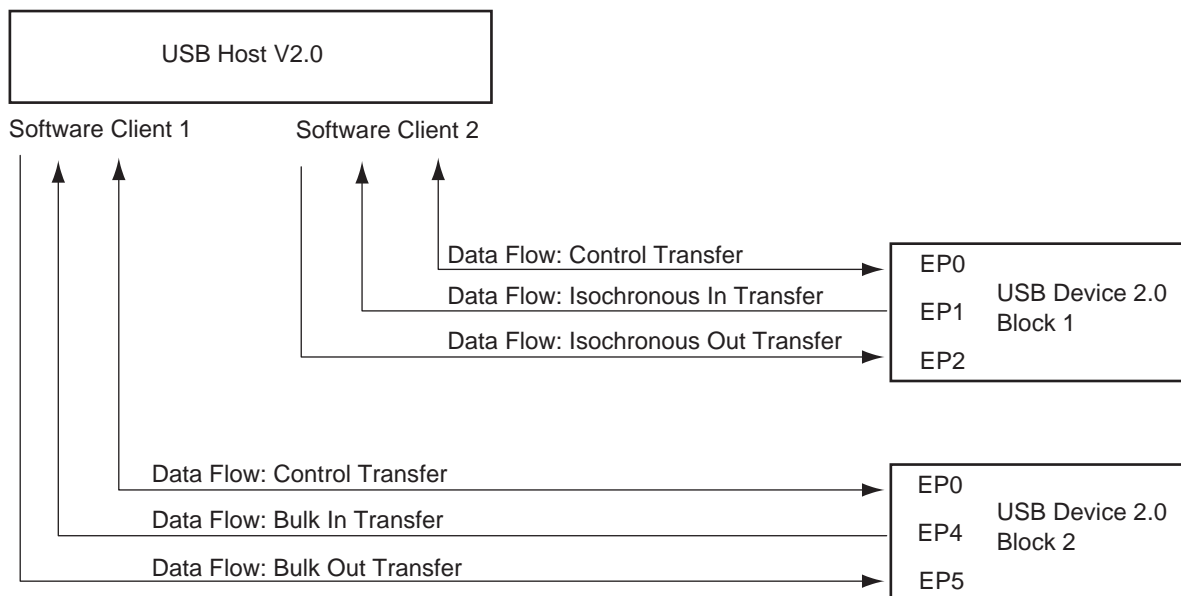 USB Host V2.0
Software Client 1
Software Client 2
Data Flow: Control Transfer
Data Flow: Isochronous In Transfer
Data Flow: Isochronous Out Transfer
EP0
EP1
EP2
USB Device 2.0
Block 1
Data Flow: Control Transfer
Data Flow: Bulk In Transfer
Data Flow: Bulk Out Transfer
EP0
EP4
EP5
USB Device 2.0
Block 2